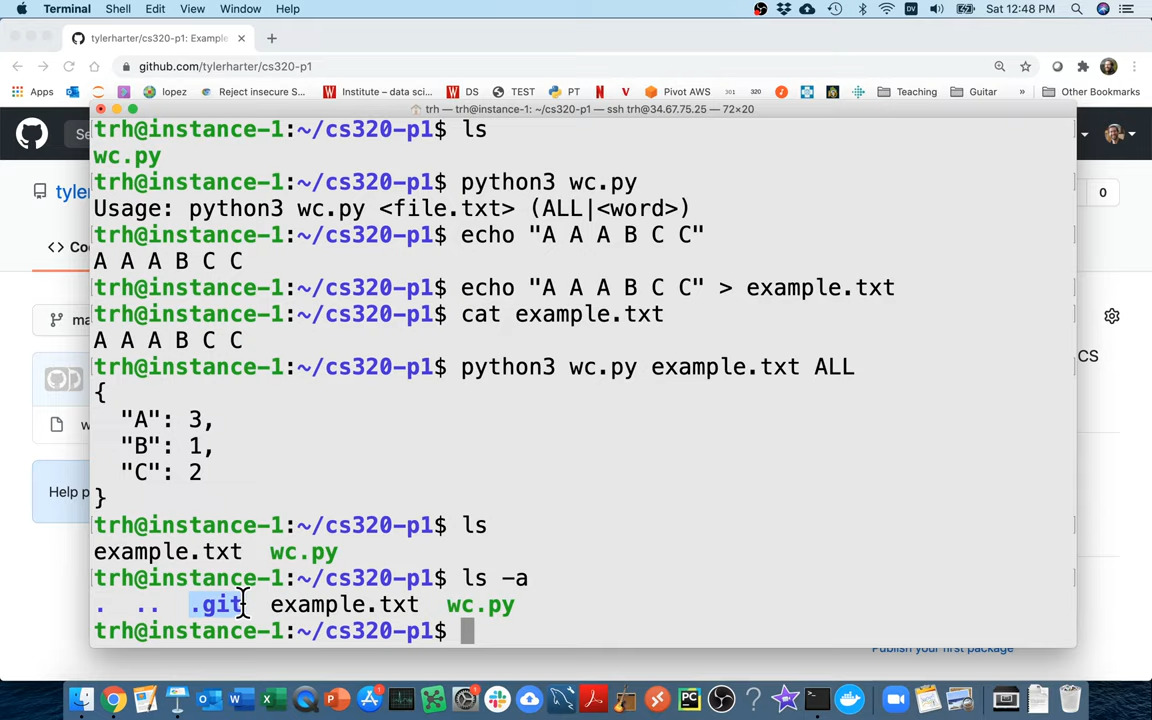 Terminal Shell Edit View Window Help Sat 12:48 PM
tylerharter/cs320-p1: Example
github.com/tylerharter/cs320-p1
Apps lopez Reject insecure S... Institute – data sci... DS TEST PT Pivot AWS 301 320 Teaching Guitar » Other Bookmarks
trh — trh@instance-1: ~/cs320-p1 — ssh trh@34.67.75.25 — 72×20
trh@instance-1:~/cs320-p1$ ls
wc.py
trh@instance-1:~/cs320-p1$ python3 wc.py
Usage: python3 wc.py <file.txt> (ALL|<word>)
trh@instance-1:~/cs320-p1$ echo "A A A B C C"
A A A B C C
trh@instance-1:~/cs320-p1$ echo "A A A B C C" > example.txt
trh@instance-1:~/cs320-p1$ cat example.txt
A A A B C C
trh@instance-1:~/cs320-p1$ python3 wc.py example.txt ALL
{
"A": 3,
"B": 1,
"C": 2
}
trh@instance-1:~/cs320-p1$ ls
example.txt wc.py
trh@instance-1:~/cs320-p1$ ls -a
. .. .git example.txt wc.py
trh@instance-1:~/cs320-p1$
Se
tyler
0
<> Co
ma
CS
w
Help p
Publish your first package